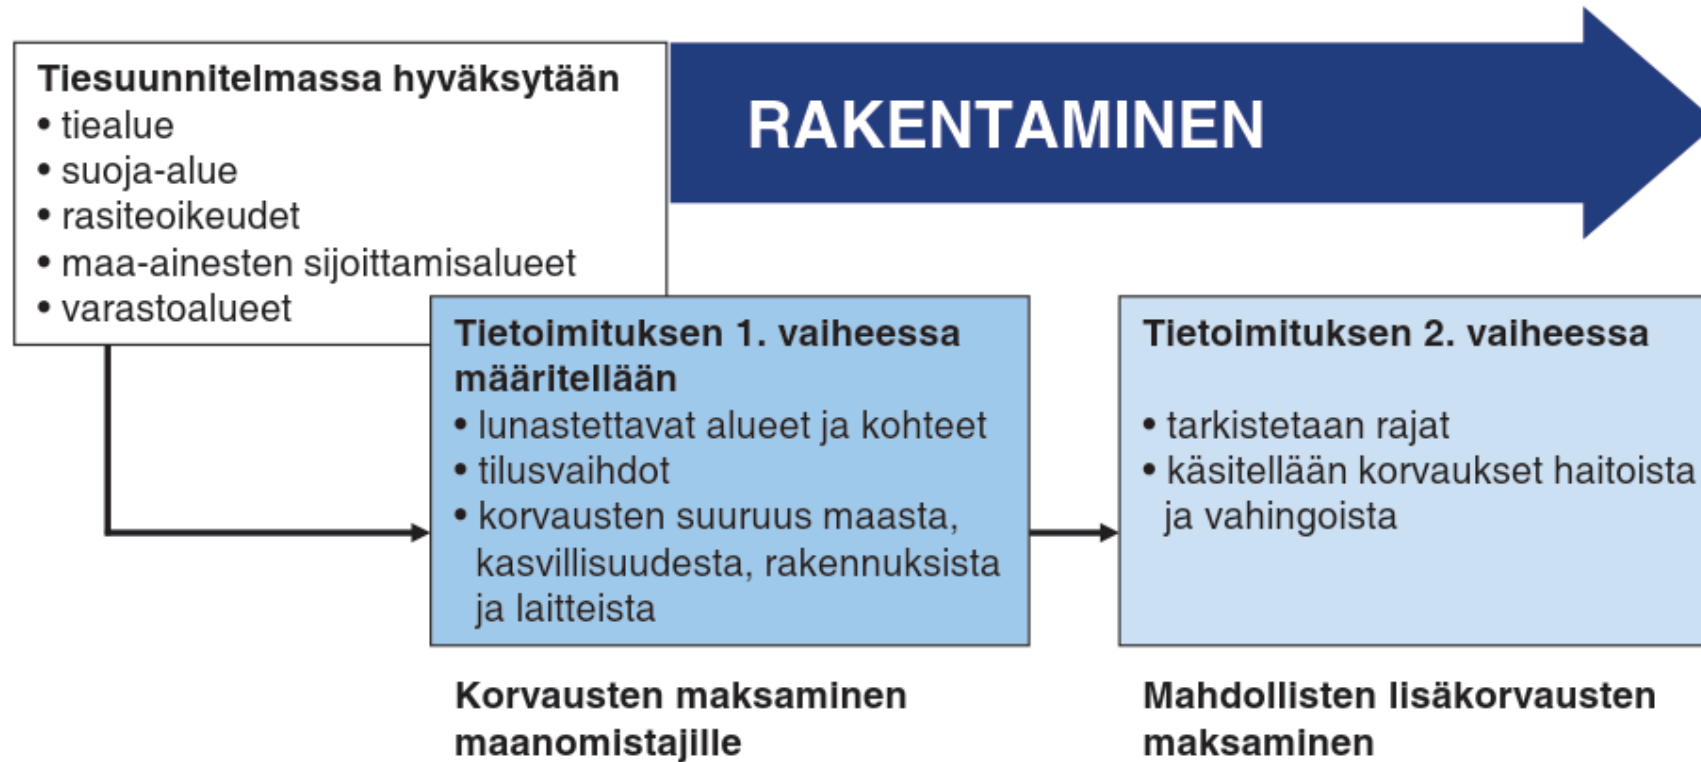 Tiesuunnitelmassa hyväksytään
• tiealue
• suoja-alue
• rasiteoikeudet
• maa-ainesten sijoittamisalueet
• varastoalueet
RAKENTAMINEN
Tietoimituksen 1. vaiheessa
määritellään
• lunastettavat alueet ja kohteet
• tilusvaihdot
• korvausten suuruus maasta,
kasvillisuudesta, rakennuksista
ja laitteista
Korvausten maksaminen
maanomistajille
Tietoimituksen 2. vaiheessa
• tarkistetaan rajat
• käsitellään korvaukset haitoista
ja vahingoista
Mahdollisten lisäkorvausten
maksaminen